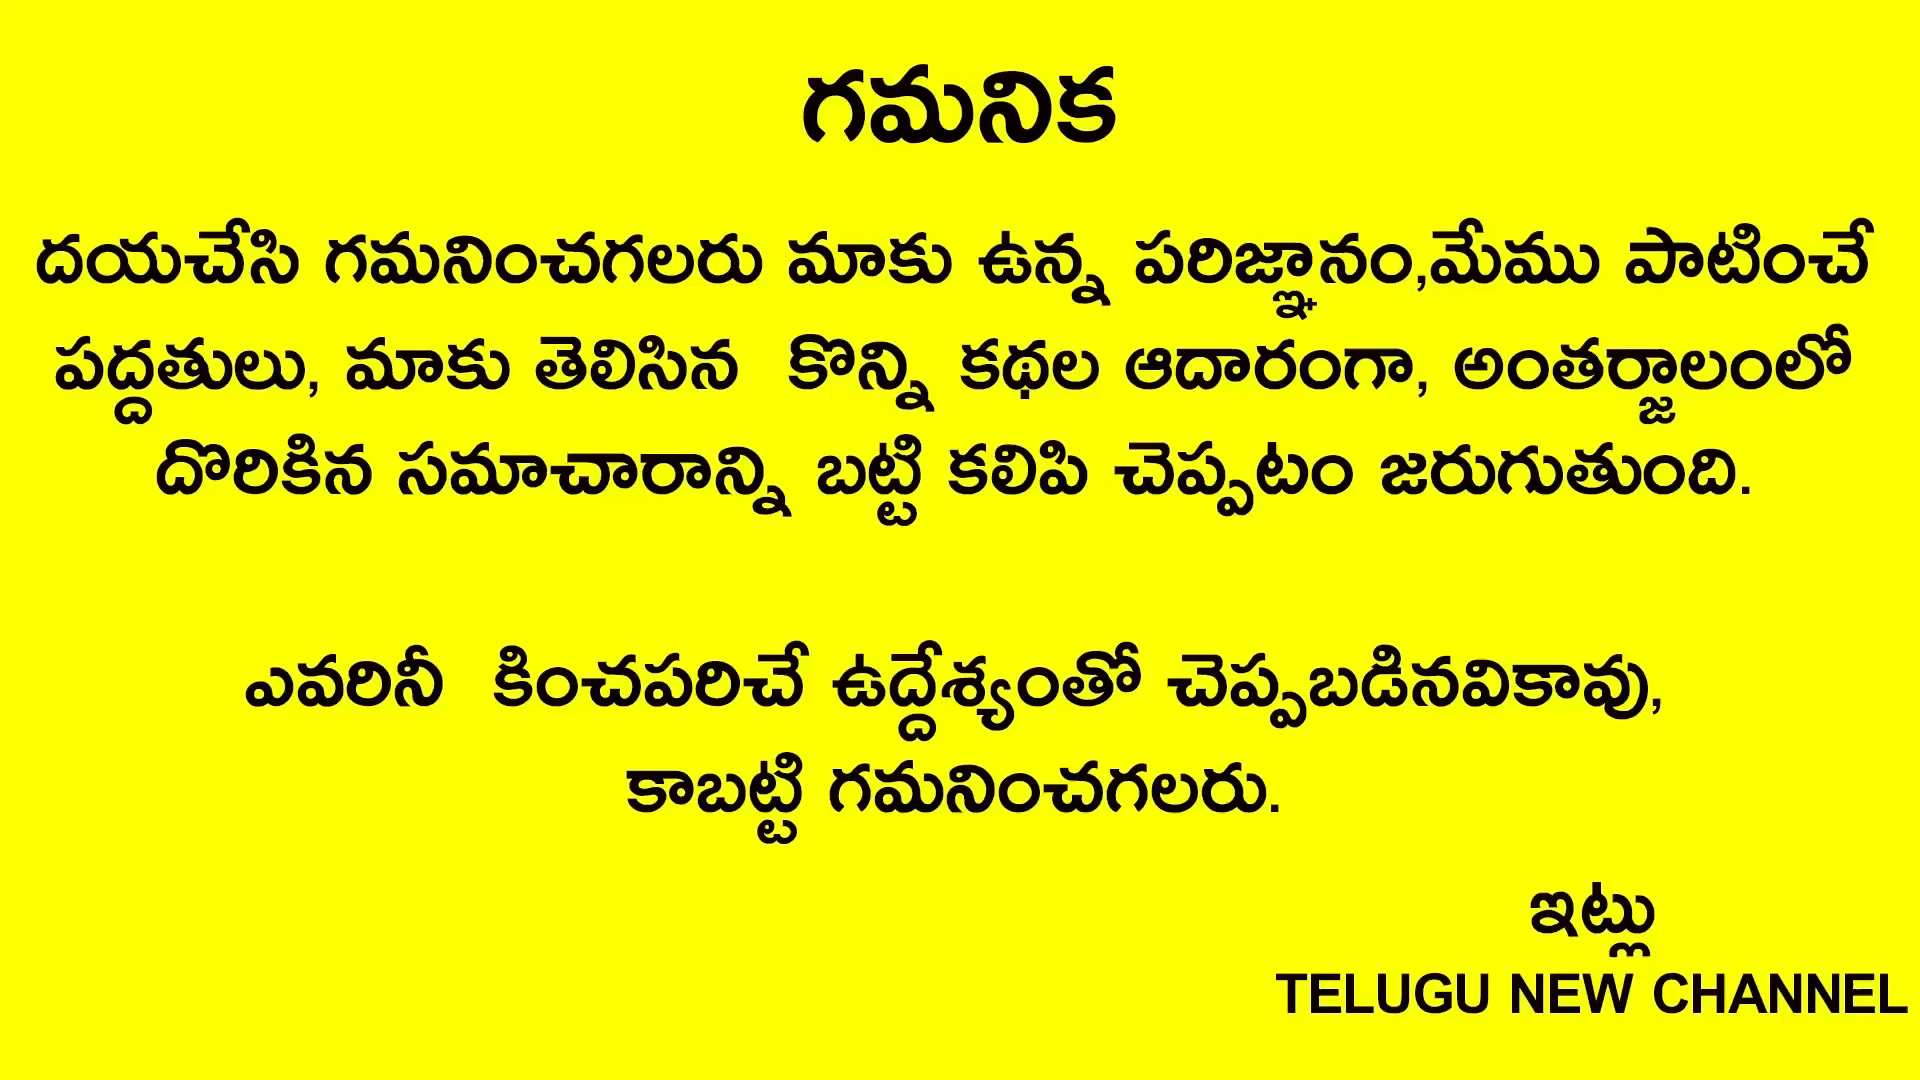 గమనిక
దయచేసి గమనించగలరు మాకు ఉన్న పరిజ్ఞానం,మేము పాటించే
పద్దతులు, మాకు తెలిసిన కొన్ని కథల ఆదారంగా, అంతర్జాలంలో
దొరికిన సమాచారాన్ని బట్టి కలిపి చెప్పటం జరుగుతుంది.
ఎవరినీ కించపరిచే ఉద్దేశ్యంతో చెప్పబడినవికావు,
కాబట్టి గమనించగలరు.
ఇట్లు
TELUGU NEW CHANNEL